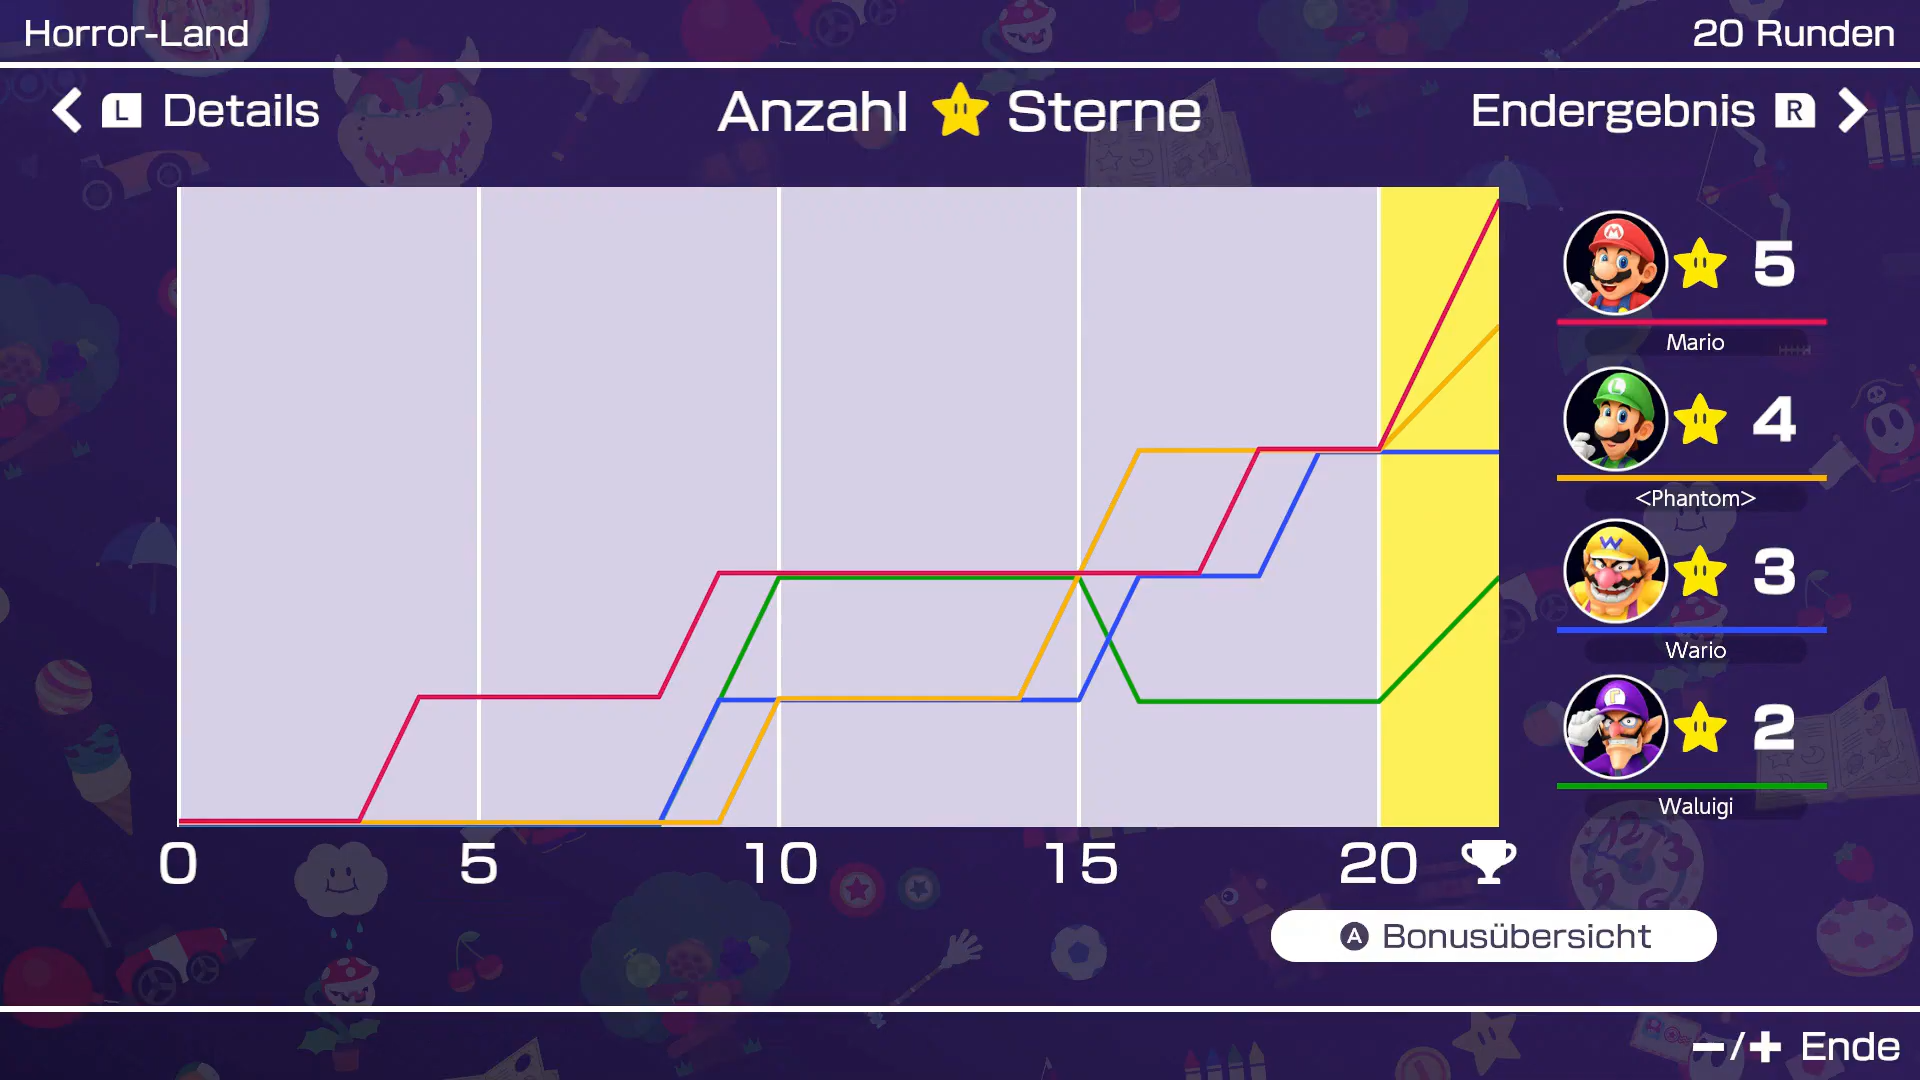 Horror-Land
20 Runden
L Details
Anzahl Sterne
Endergebnis R
5
Mario
4
<Phantom>
3
Wario
2
Waluigi
0 5 10 15 20
A Bonusübersicht
−/+ Ende